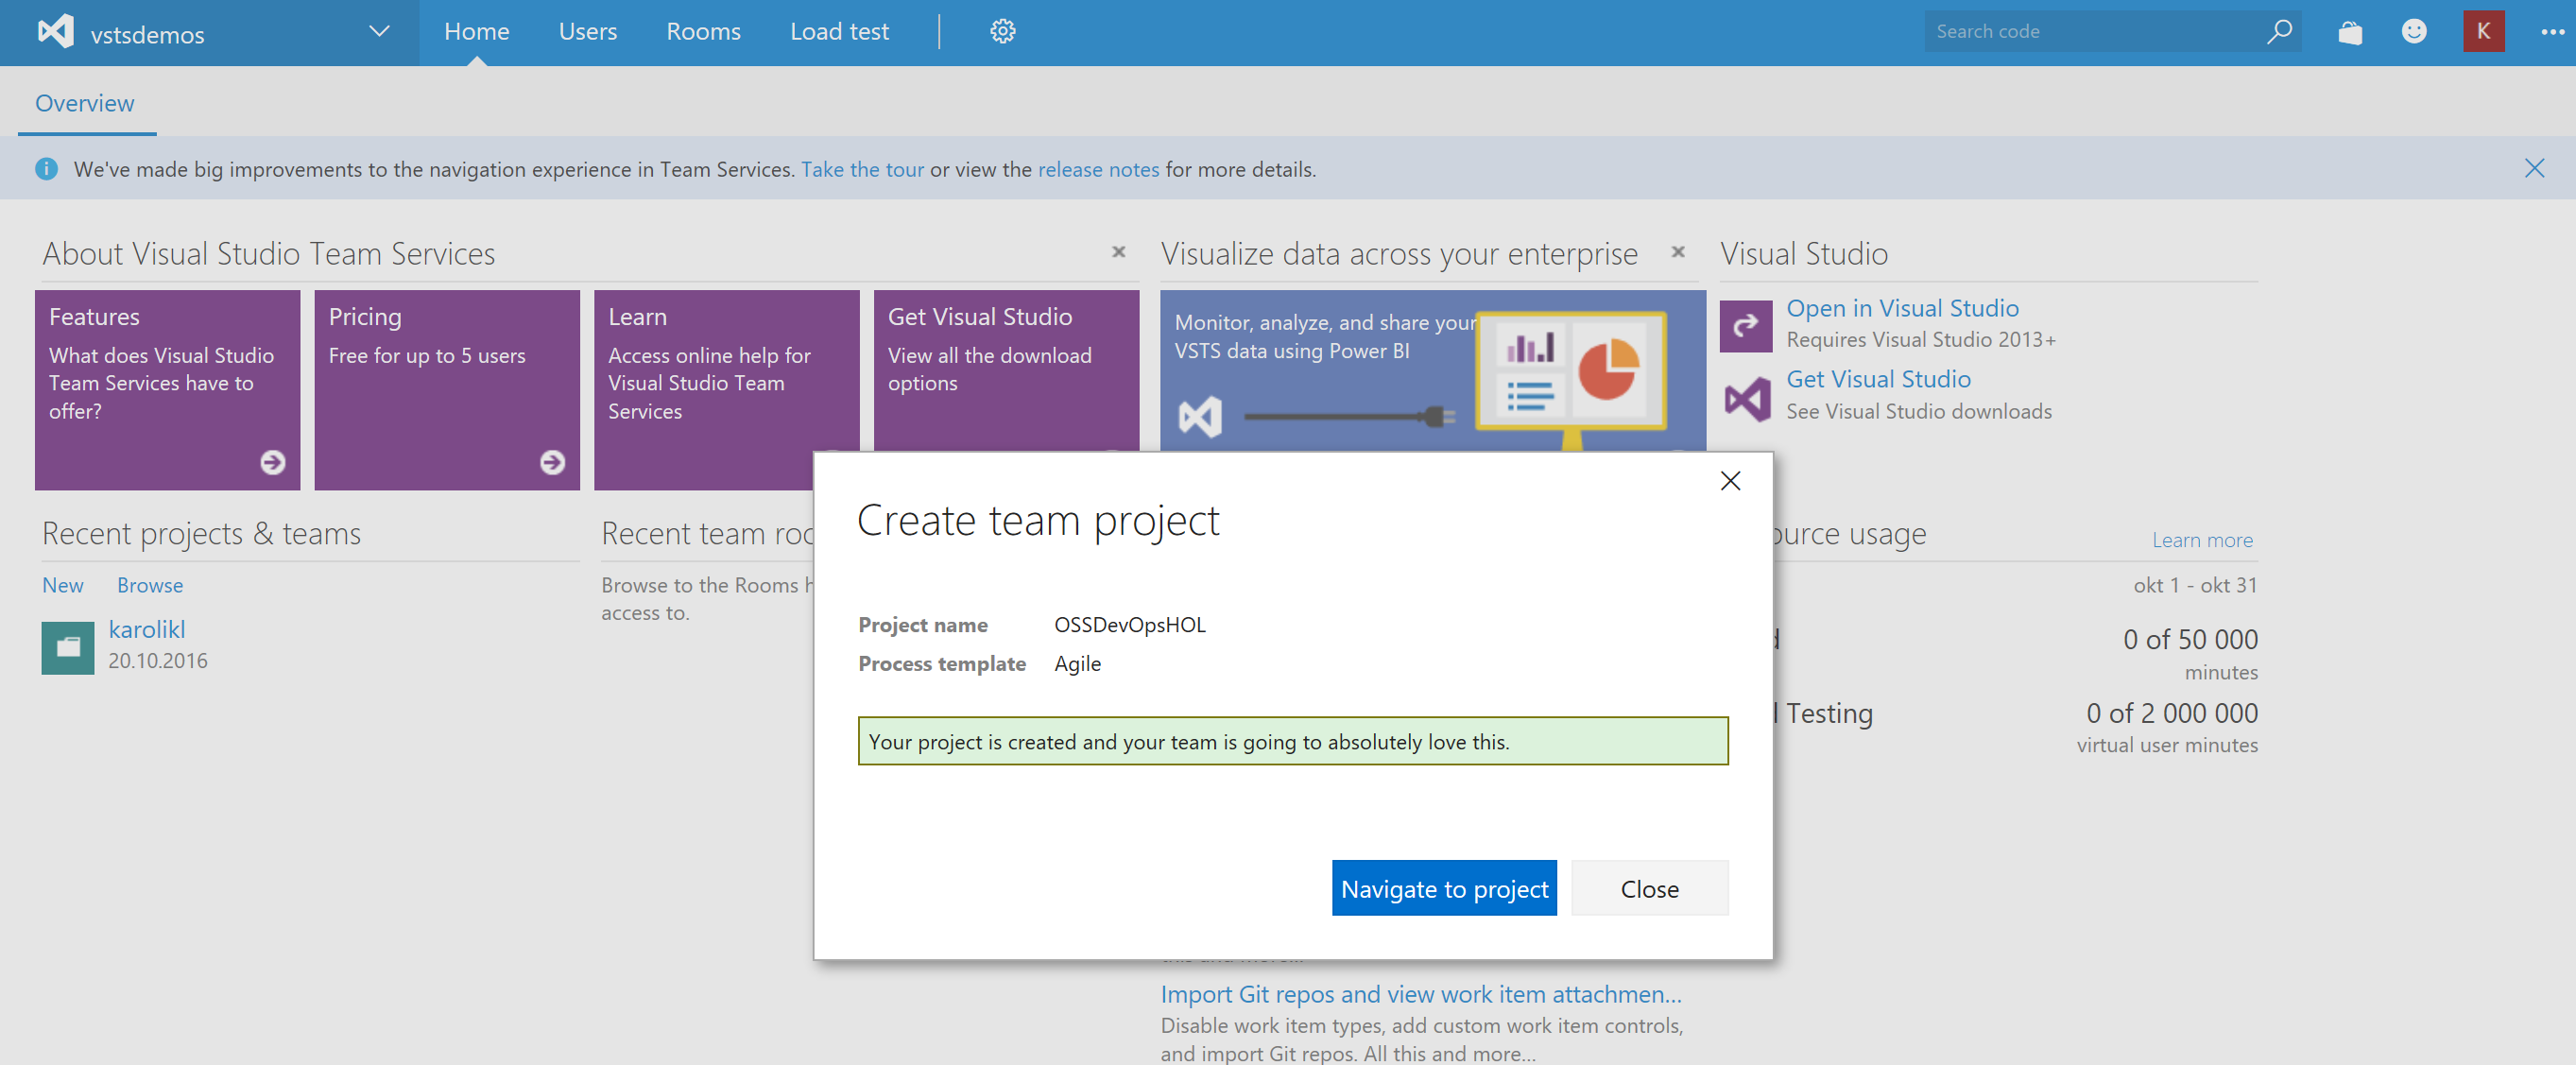 vstsdemos
Home
Users
Rooms
Load test
Search code
K
Overview
We've made big improvements to the navigation experience in Team Services. Take the tour or view the release notes for more details.
About Visual Studio Team Services
Features
What does Visual Studio
Team Services have to
offer?
Pricing
Free for up to 5 users
Learn
Access online help for
Visual Studio Team
Services
Get Visual Studio
View all the download
options
Visualize data across your enterprise
Monitor, analyze, and share your
VSTS data using Power BI
Visual Studio
Open in Visual Studio
Requires Visual Studio 2013+
Get Visual Studio
See Visual Studio downloads
Recent projects & teams
New
Browse
karolikl
20.10.2016
Recent team roo
Browse to the Rooms h
access to.
Create team project
Project name
OSSDevOpsHOL
Process template
Agile
Your project is created and your team is going to absolutely love this.
Navigate to project
Close
ource usage
Learn more
okt 1 - okt 31
0 of 50 000
minutes
Testing
0 of 2 000 000
virtual user minutes
Import Git repos and view work item attachmen...
Disable work item types, add custom work item controls,
and import Git repos. All this and more...